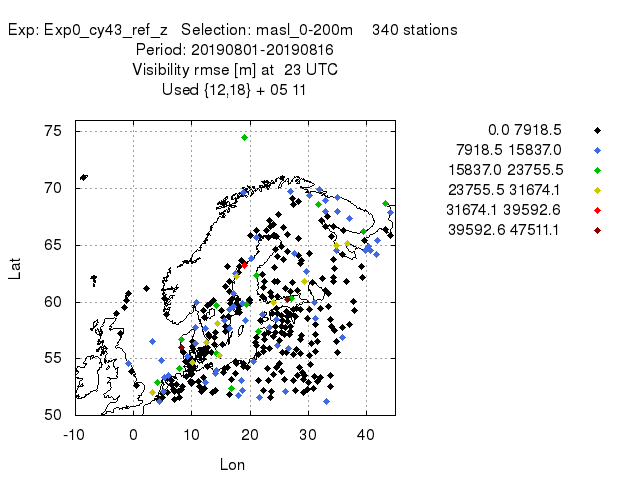 Exp: Exp0_cy43_ref_z Selection: masl_0-200m 340 stations
Period: 20190801-20190816
Visibility rmse [m] at 23 UTC
Used {12,18} + 05 11
0.0 7918.5
7918.5 15837.0
15837.0 23755.5
23755.5 31674.1
31674.1 39592.6
39592.6 47511.1
75
70
65
60
55
50
Lat
-10 0 10 20 30 40
Lon